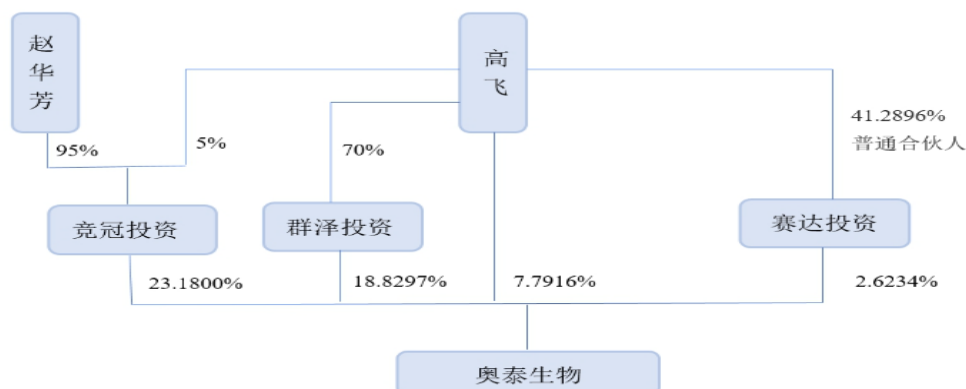 赵华芳
高飞
95%
5%
70%
41.2896%
普通合伙人
竞冠投资
群泽投资
赛达投资
23.1800%
18.8297%
7.7916%
2.6234%
奥泰生物